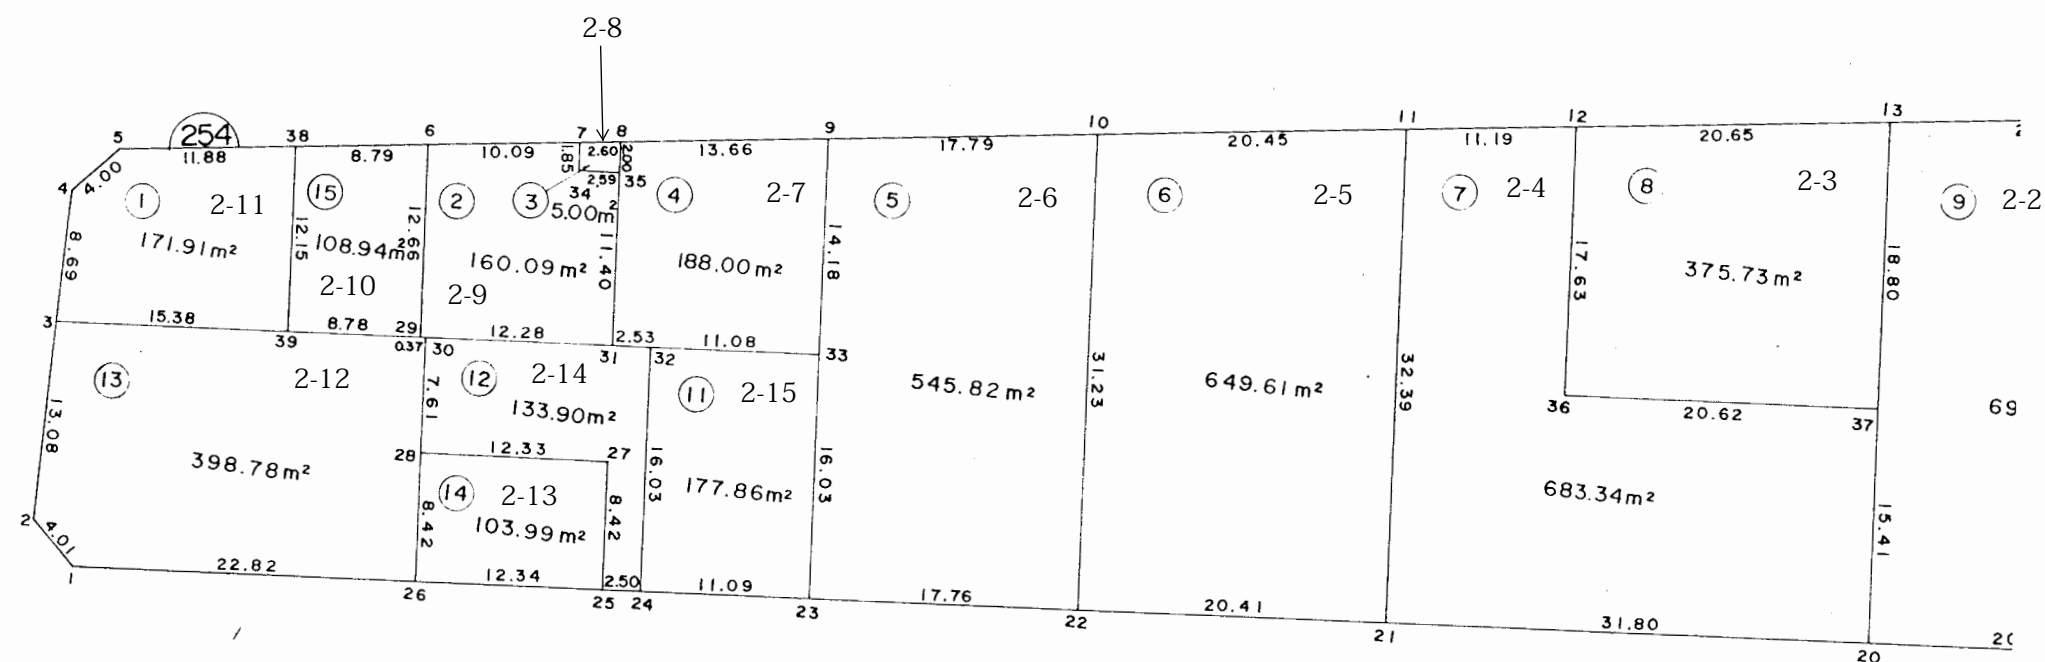 2-8
5 254 38 6 7 8 9 10 11 12 13
4.00 11.88 8.79 10.09 1.85 2.60 2.00 13.66 17.79 20.45 11.19 20.65
4 2.59 35
1 2-11 15 2 3 34 4 2-7 5 2-6 6 2-5 7 2-4 8 2-3 9 2-2
5.00m²
8.69 171.91m² 12.15 108.94m² 12.66 160.09m² 11.40 188.00m² 14.18 17.63 375.73m² 18.80
2-10 2-9
3 15.38 39 8.78 29 12.28 2.53 11.08
0.37 30 31 32 33
13 2-12 12 2-14 11 2-15 545.82m² 31.23 649.61m² 32.39 36 20.62 37 69
13.08 7.61 133.90m²
398.78m² 28 12.33 27 16.03 177.86m² 16.03 683.34m²
14 2-13
2 4.01 8.42 103.99m² 8.42 15.41
1 22.82 26 12.34 25 2.50 24 11.09 23 17.76 22 20.41 21 31.80 20